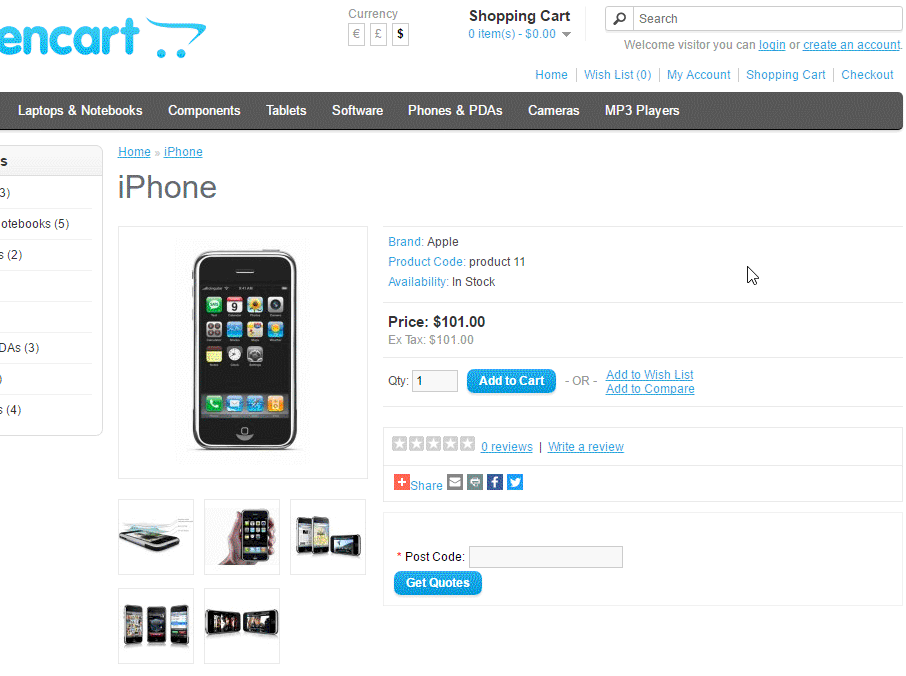 encart
Currency
€ £ $
Shopping Cart
0 item(s) - $0.00
Search
Welcome visitor you can login or create an account.
Home
Wish List (0)
My Account
Shopping Cart
Checkout
Laptops & Notebooks
Components
Tablets
Software
Phones & PDAs
Cameras
MP3 Players
s
3)
otebooks (5)
s (2)
DAs (3)
)
s (4)
Home » iPhone
iPhone
Brand: Apple
Product Code: product 11
Availability: In Stock
Price: $101.00
Ex Tax: $101.00
Qty: 1 Add to Cart - OR - Add to Wish List
Add to Compare
0 reviews | Write a review
Share
* Post Code:
Get Quotes